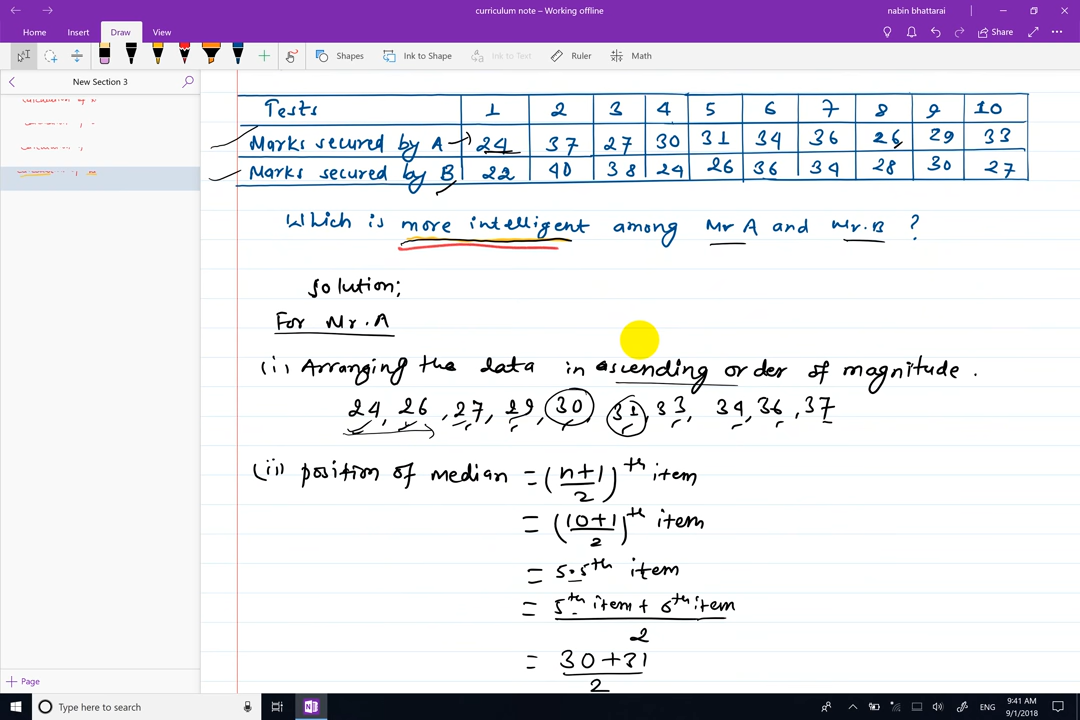 curriculum note – Working offline
nabin bhattarai
Home Insert Draw View
Share
Shapes Ink to Shape Ink to Text Ruler Math
New Section 3
Tests 1 2 3 4 5 6 7 8 9 10
Marks secured by A 24 37 27 30 31 34 36 26 29 33
Marks secured by B 22 40 38 24 26 36 34 28 30 27
Which is more intelligent among Mr A and Mr. B ?
Solution;
For Mr. A
(i) Arranging the data in ascending order of magnitude.
24, 26, 27, 29, 30, 31, 33, 34, 36, 37
(ii) position of median = (n+1/2)th item
= (10+1/2)th item
= 5.5th item
= 5th item + 6th item
2
= 30+31
2
+ Page
Type here to search
ENG
9:41 AM
9/1/2018